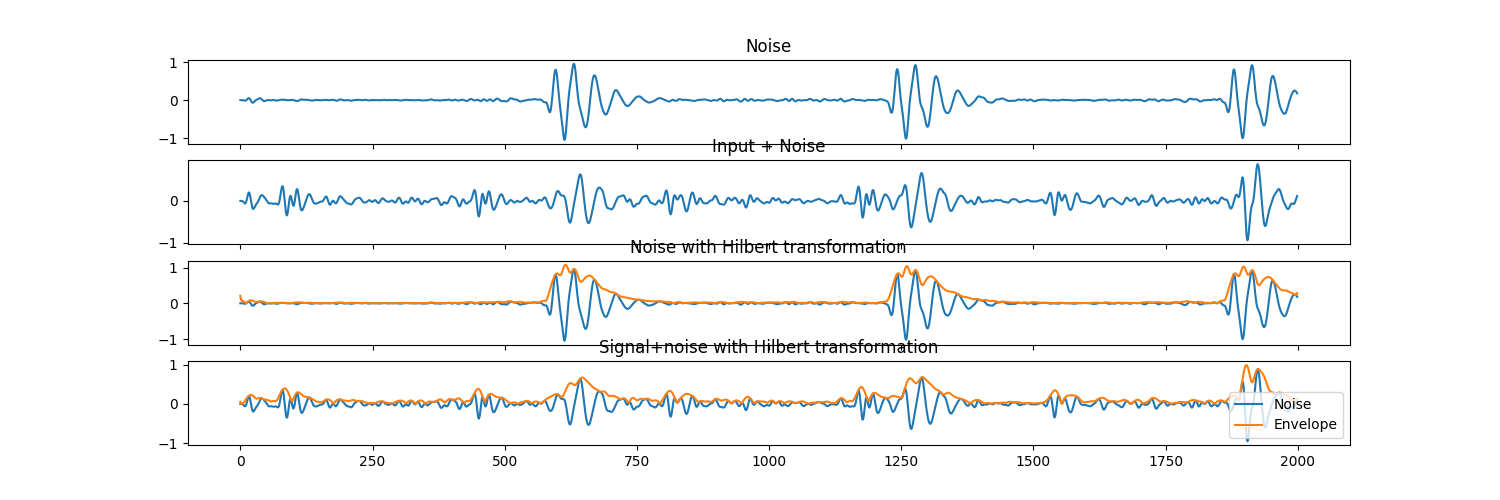 Noise
1
0
−1
Input + Noise
0
−1
Noise with Hilbert transformation
1
0
−1
Signal+noise with Hilbert transformation
1
0
−1
Noise
Envelope
0 250 500 750 1000 1250 1500 1750 2000